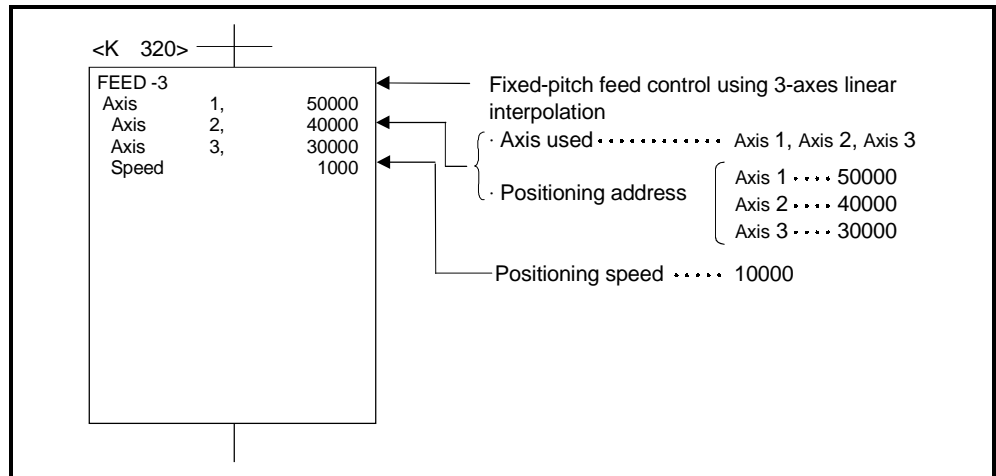 <K 320>
FEED -3
Axis 1, 50000
Axis 2, 40000
Axis 3, 30000
Speed 1000
Fixed-pitch feed control using 3-axes linear
interpolation
· Axis used ············ Axis 1, Axis 2, Axis 3
· Positioning address
Axis 1 ···· 50000
Axis 2 ···· 40000
Axis 3 ···· 30000
Positioning speed ····· 10000